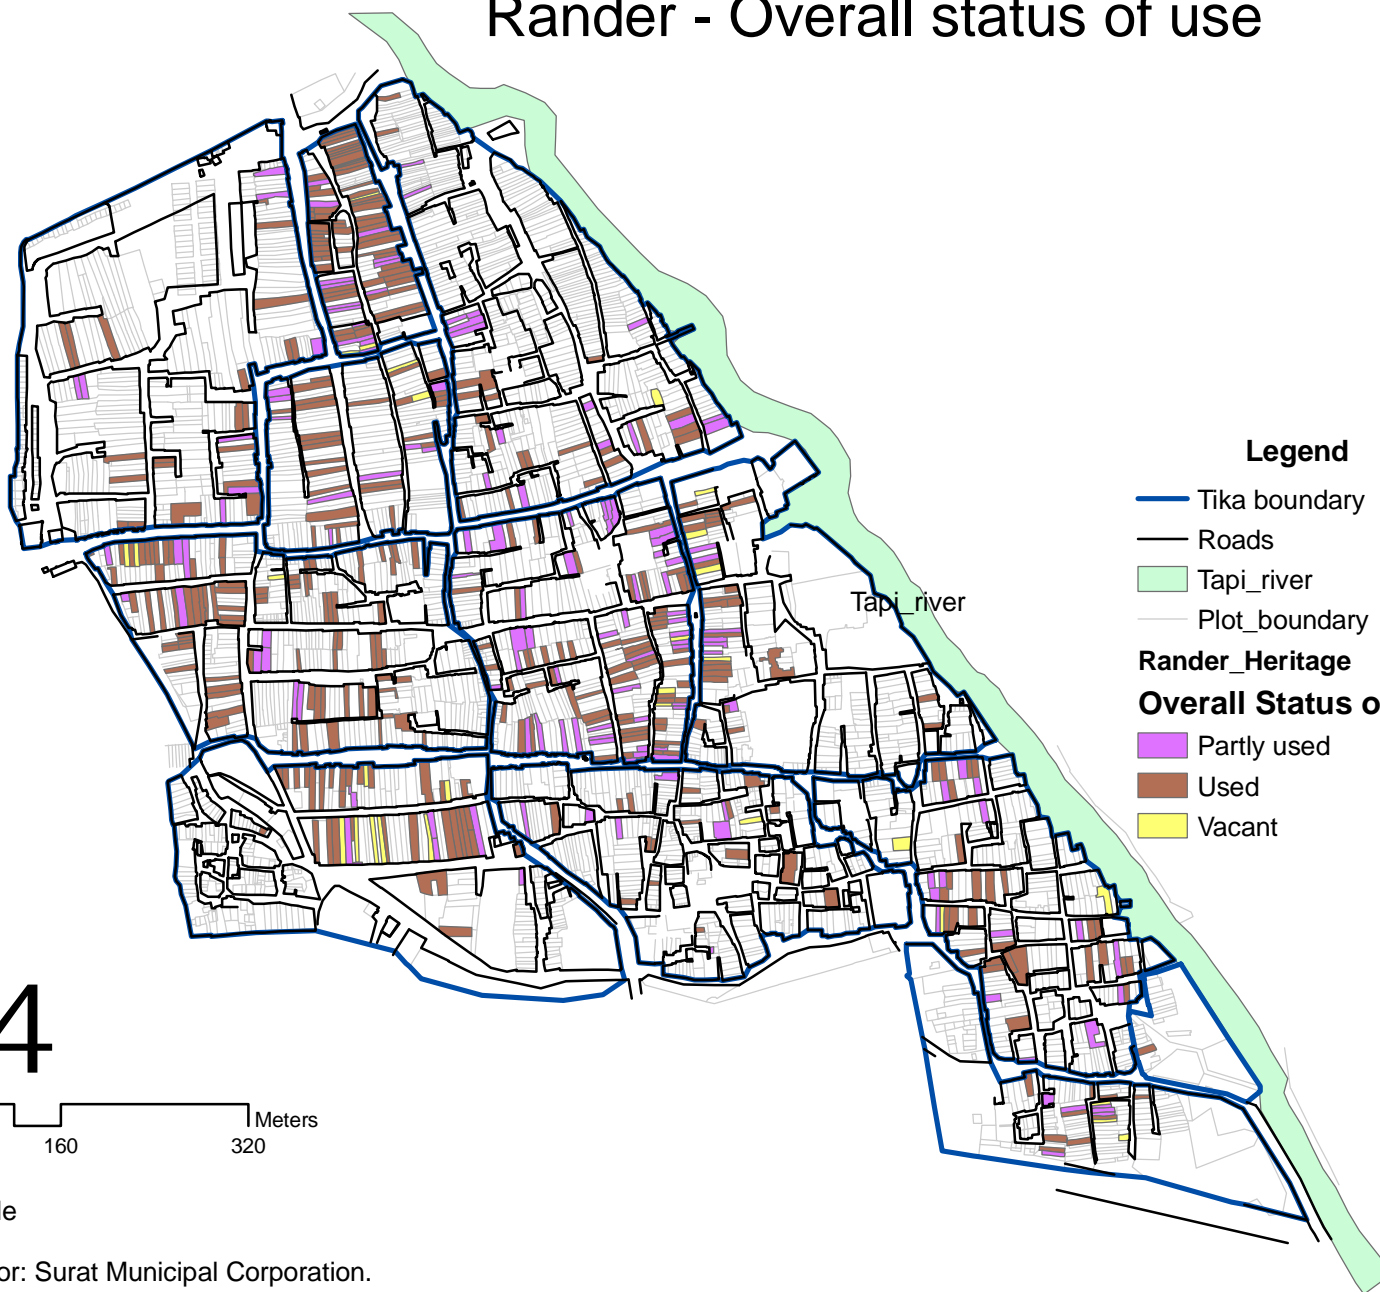 Rander - Overall status of use
Legend
Tika boundary
Roads
Tapi_river
Plot_boundary
Rander_Heritage
Overall Status o
Partly used
Used
Vacant
Tapi_river
4
Meters
160
320
le
or: Surat Municipal Corporation.